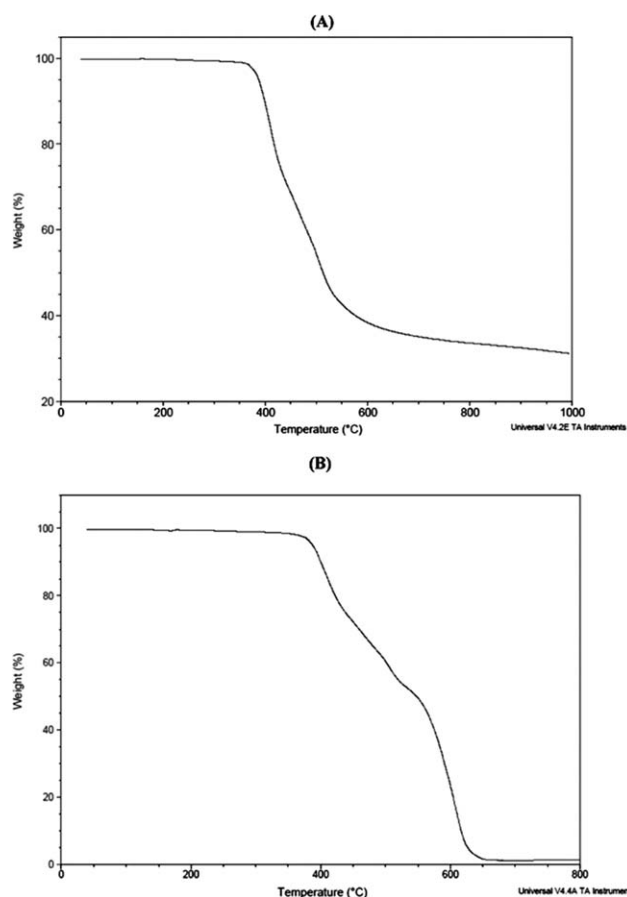 (A)
100
80
60
40
20
Weight (%)
0 200 400 600 800 1000
Temperature (°C)
Universal V4.2E TA Instruments
(B)
100
80
60
40
20
0
Weight (%)
0 200 400 600 800
Temperature (°C)
Universal V4.4A TA Instrumen